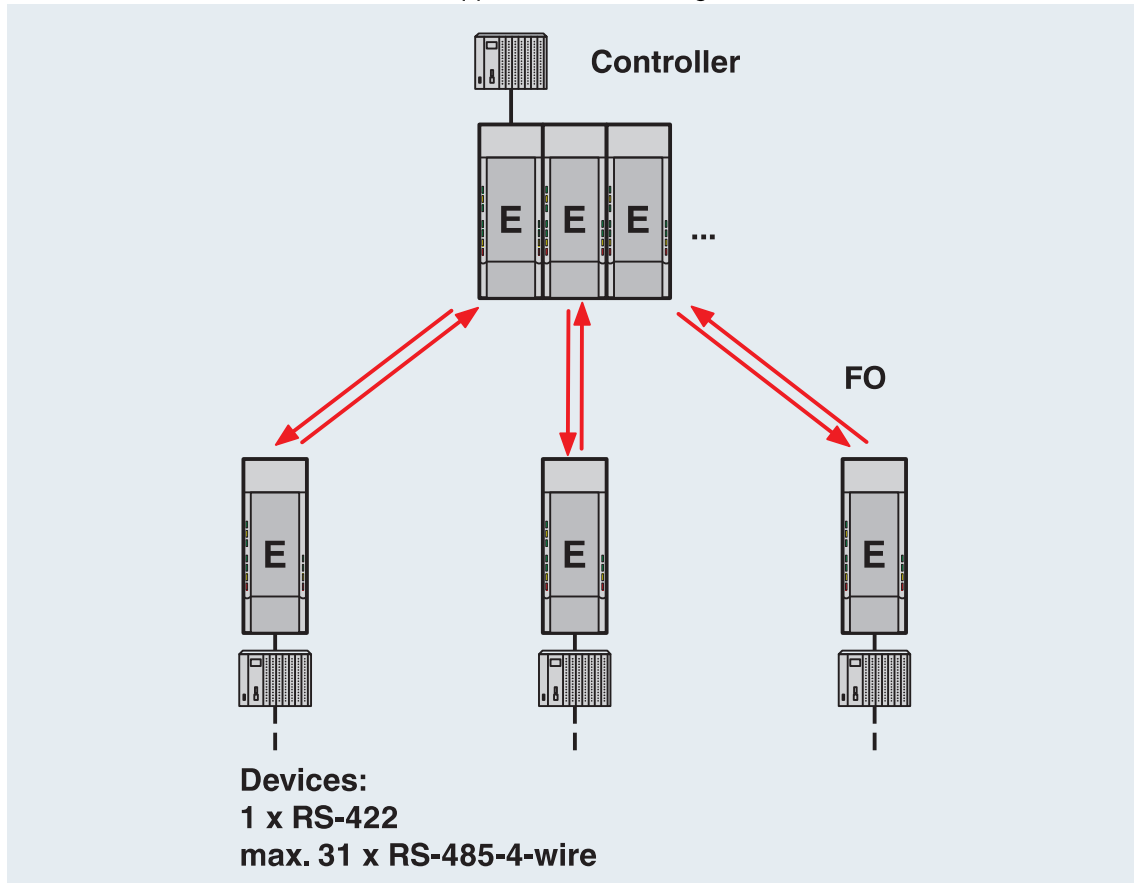 Controller
E E E ...
FO
E E E
Devices:
1 x RS-422
max. 31 x RS-485-4-wire